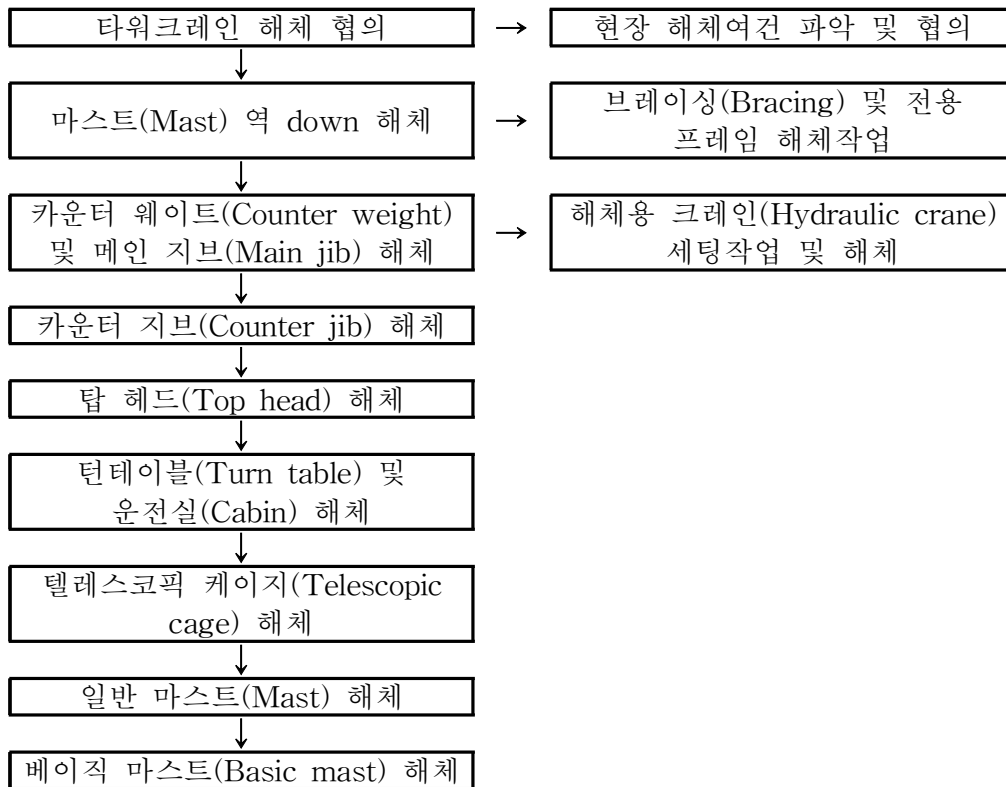 타워크레인 해체 협의
→
현장 해체여건 파악 및 협의
↓
마스트(Mast) 역 down 해체
→
브레이싱(Bracing) 및 전용
프레임 해체작업
↓
카운터 웨이트(Counter weight)
및 메인 지브(Main jib) 해체
→
해체용 크레인(Hydraulic crane)
세팅작업 및 해체
↓
카운터 지브(Counter jib) 해체
↓
탑 헤드(Top head) 해체
↓
턴테이블(Turn table) 및
운전실(Cabin) 해체
↓
텔레스코픽 케이지(Telescopic
cage) 해체
↓
일반 마스트(Mast) 해체
↓
베이직 마스트(Basic mast) 해체